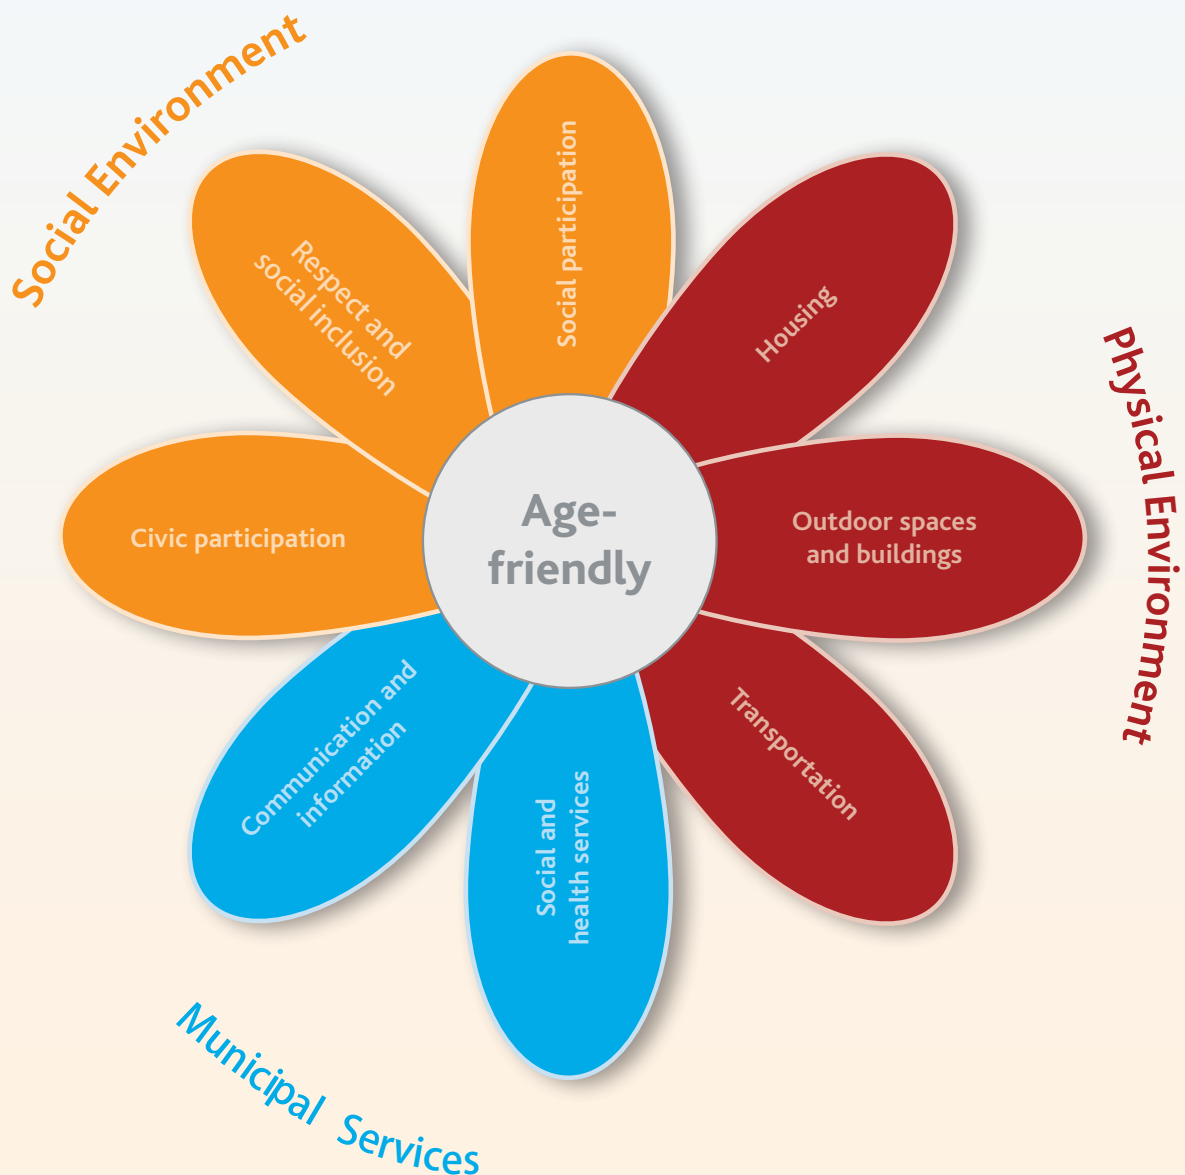 Social Environment
Social participation
Respect and
social inclusion
Housing
Physical Environment
Civic participation
Age-
friendly
Outdoor spaces
and buildings
Communication and
information
Transportation
Social and
health services
Municipal Services